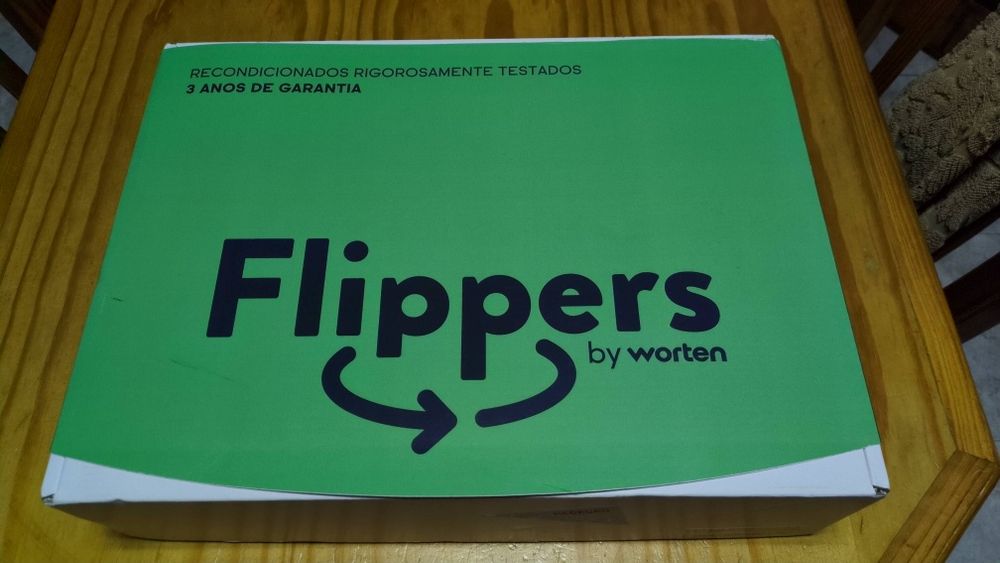 RECONDICIONADOS RIGOROSAMENTE TESTADOS
3 ANOS DE GARANTIA
Flippers
by worten